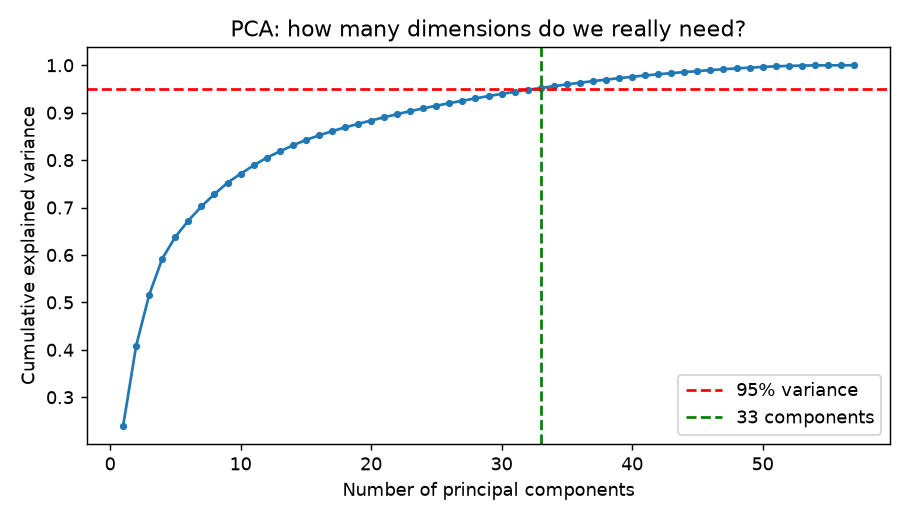 PCA: how many dimensions do we really need?
Cumulative explained variance
1.0
0.9
0.8
0.7
0.6
0.5
0.4
0.3
95% variance
33 components
0 10 20 30 40 50
Number of principal components